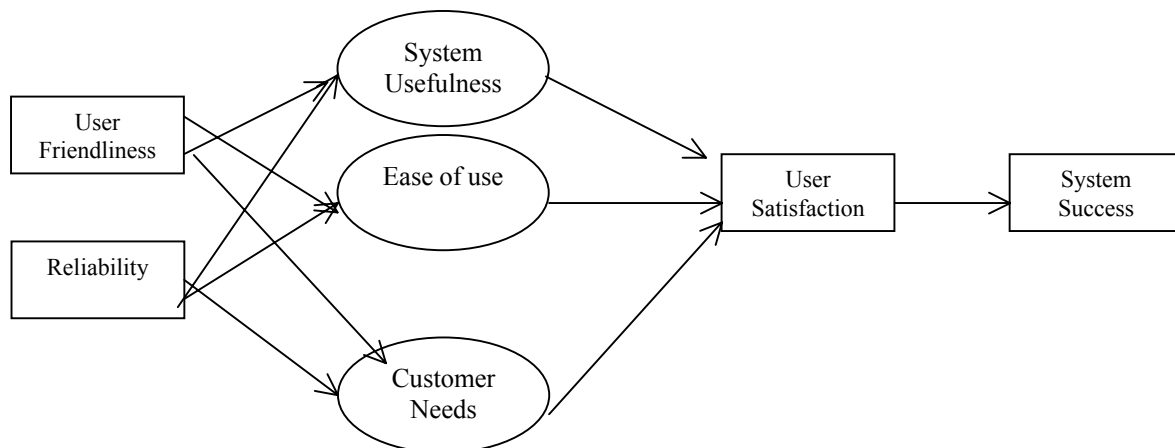 User
Friendliness
Reliability
System
Usefulness
Ease of use
Customer
Needs
User
Satisfaction
System
Success